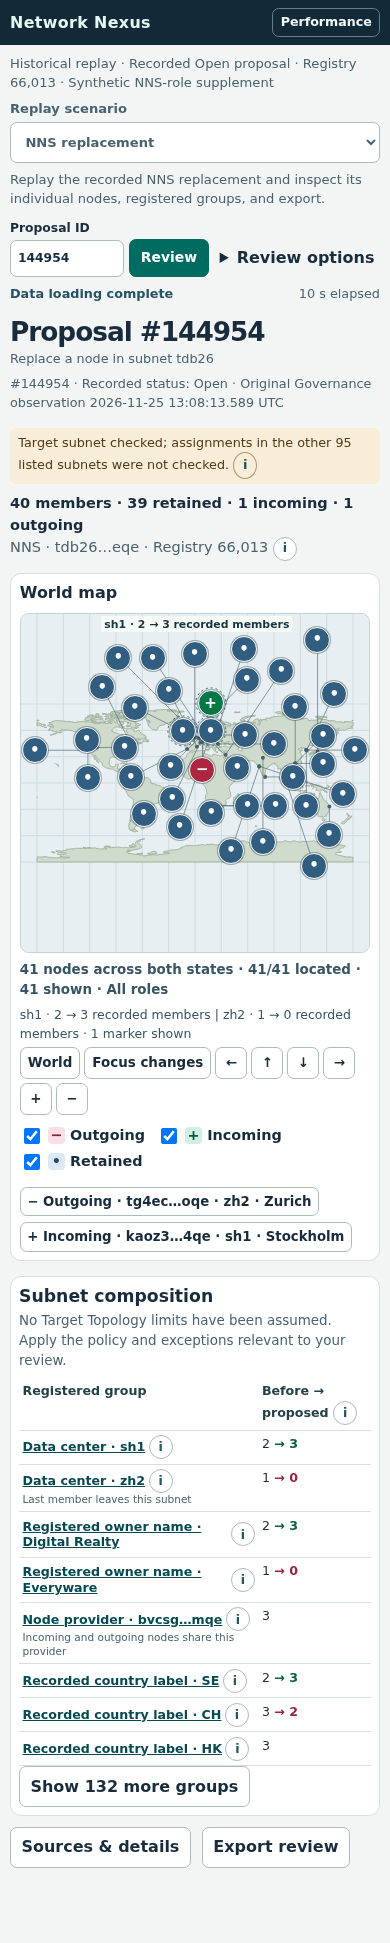 Network Nexus
Performance
Historical replay · Recorded Open proposal · Registry
66,013 · Synthetic NNS-role supplement
Replay scenario
NNS replacement
Replay the recorded NNS replacement and inspect its
individual nodes, registered groups, and export.
Proposal ID
144954
Review
▶ Review options
Data loading complete
10 s elapsed
Proposal #144954
Replace a node in subnet tdb26
#144954 · Recorded status: Open · Original Governance
observation 2026-11-25 13:08:13.589 UTC
Target subnet checked; assignments in the other 95
listed subnets were not checked. i
40 members · 39 retained · 1 incoming · 1
outgoing
NNS · tdb26…eqe · Registry 66,013 i
World map
sh1 · 2 → 3 recorded members
+
−
41 nodes across both states · 41/41 located ·
41 shown · All roles
sh1 · 2 → 3 recorded members | zh2 · 1 → 0 recorded
members · 1 marker shown
World
Focus changes
←
↑
↓
→
+
−
− Outgoing
+ Incoming
• Retained
− Outgoing · tg4ec…oqe · zh2 · Zurich
+ Incoming · kaoz3…4qe · sh1 · Stockholm
Subnet composition
No Target Topology limits have been assumed.
Apply the policy and exceptions relevant to your
review.
Registered group
Before →
proposed i
Data center · sh1 i
2 → 3
Data center · zh2 i
1 → 0
Last member leaves this subnet
Registered owner name ·
Digital Realty
i
2 → 3
Registered owner name ·
Everyware
i
1 → 0
Node provider · bvcsg…mqe i
3
Incoming and outgoing nodes share this
provider
Recorded country label · SE i
2 → 3
Recorded country label · CH i
3 → 2
Recorded country label · HK i
3
Show 132 more groups
Sources & details
Export review